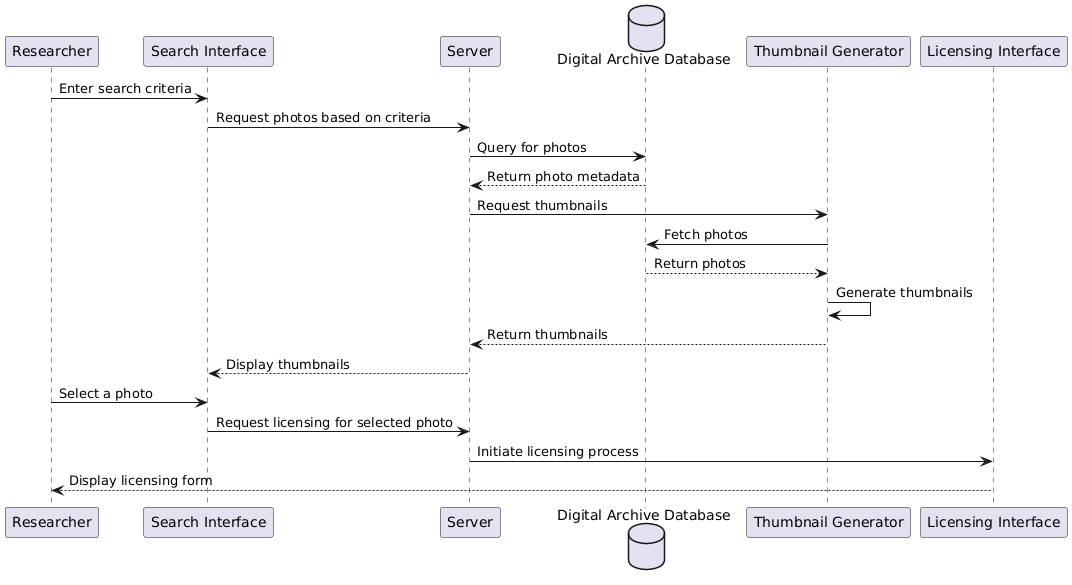 Digital Archive Database
Researcher
Search Interface
Server
Thumbnail Generator
Licensing Interface
Enter search criteria
Request photos based on criteria
Query for photos
Return photo metadata
Request thumbnails
Fetch photos
Return photos
Generate thumbnails
Return thumbnails
Display thumbnails
Select a photo
Request licensing for selected photo
Initiate licensing process
Display licensing form
Researcher
Search Interface
Server
Digital Archive Database
Thumbnail Generator
Licensing Interface